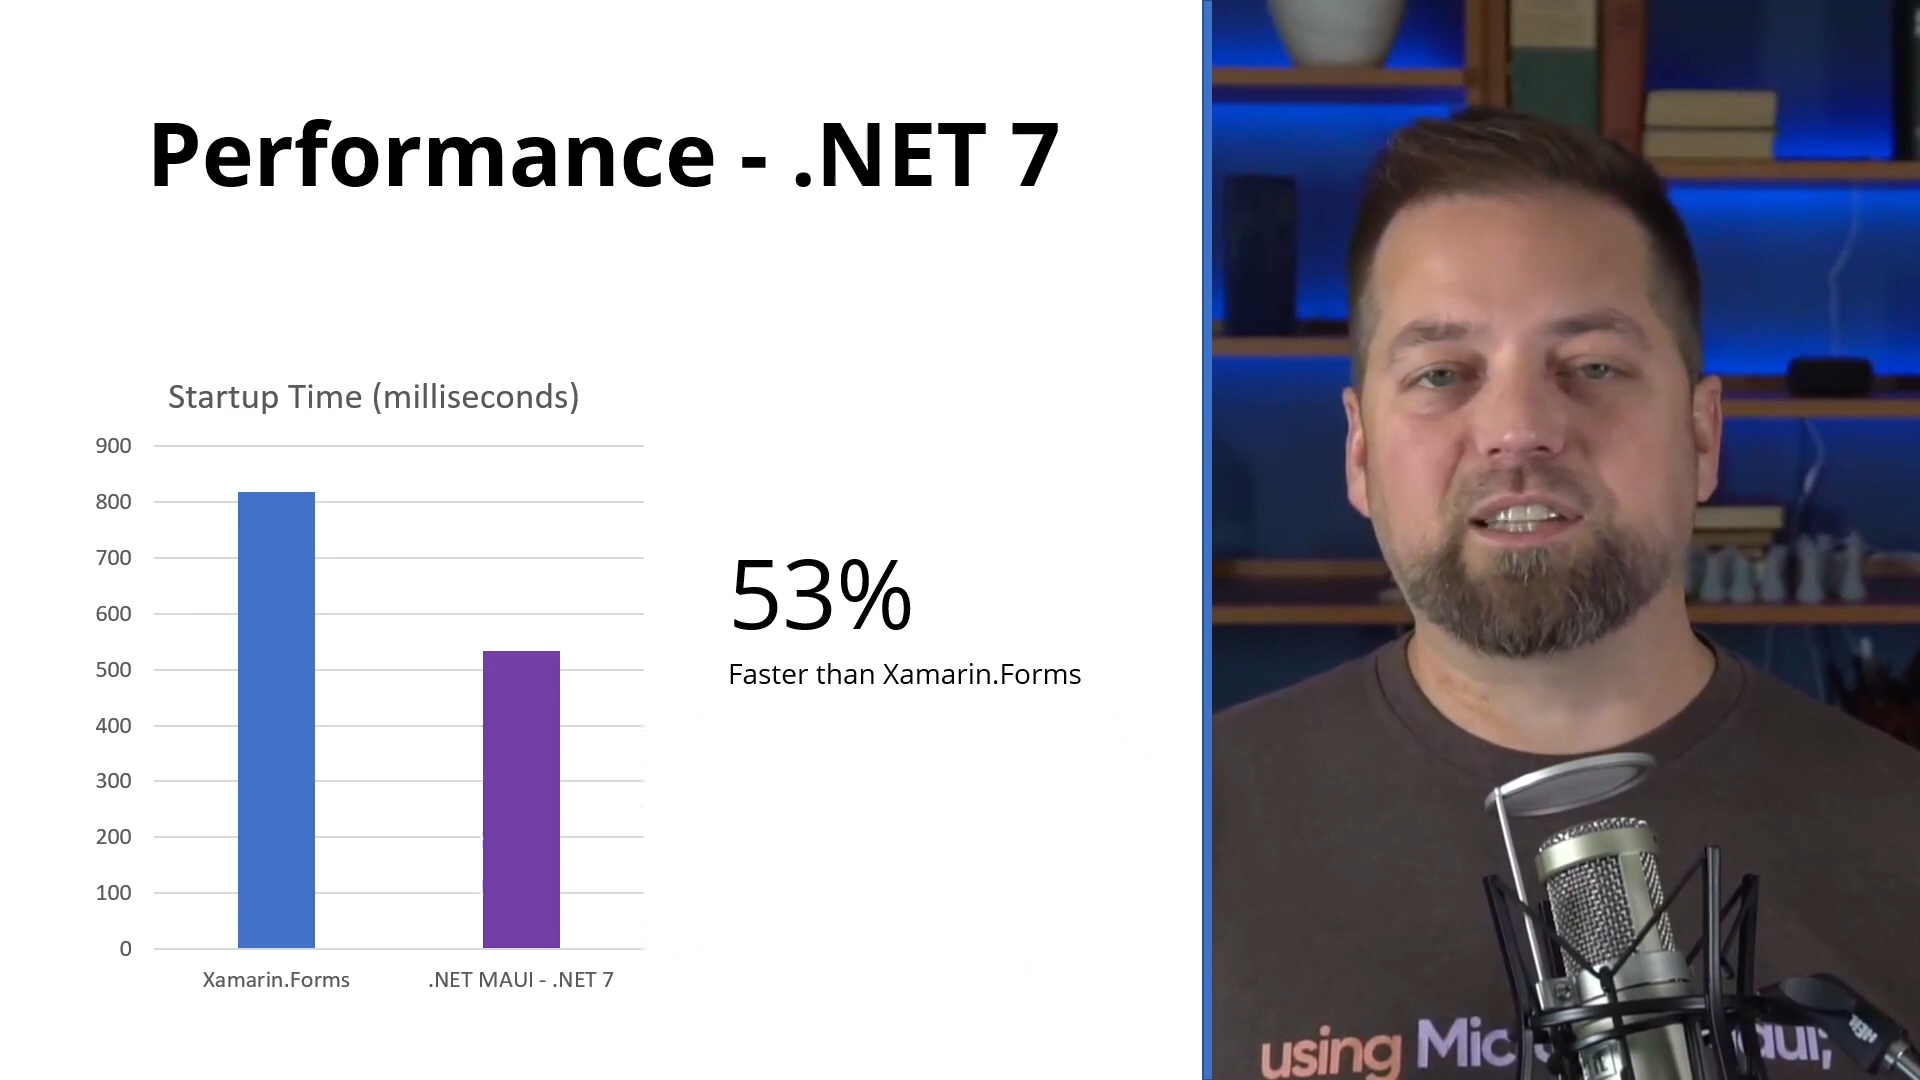 Performance - .NET 7
Startup Time (milliseconds)
900
800
700
600
500
400
300
200
100
0
Xamarin.Forms
.NET MAUI - .NET 7
53%
Faster than Xamarin.Forms
using